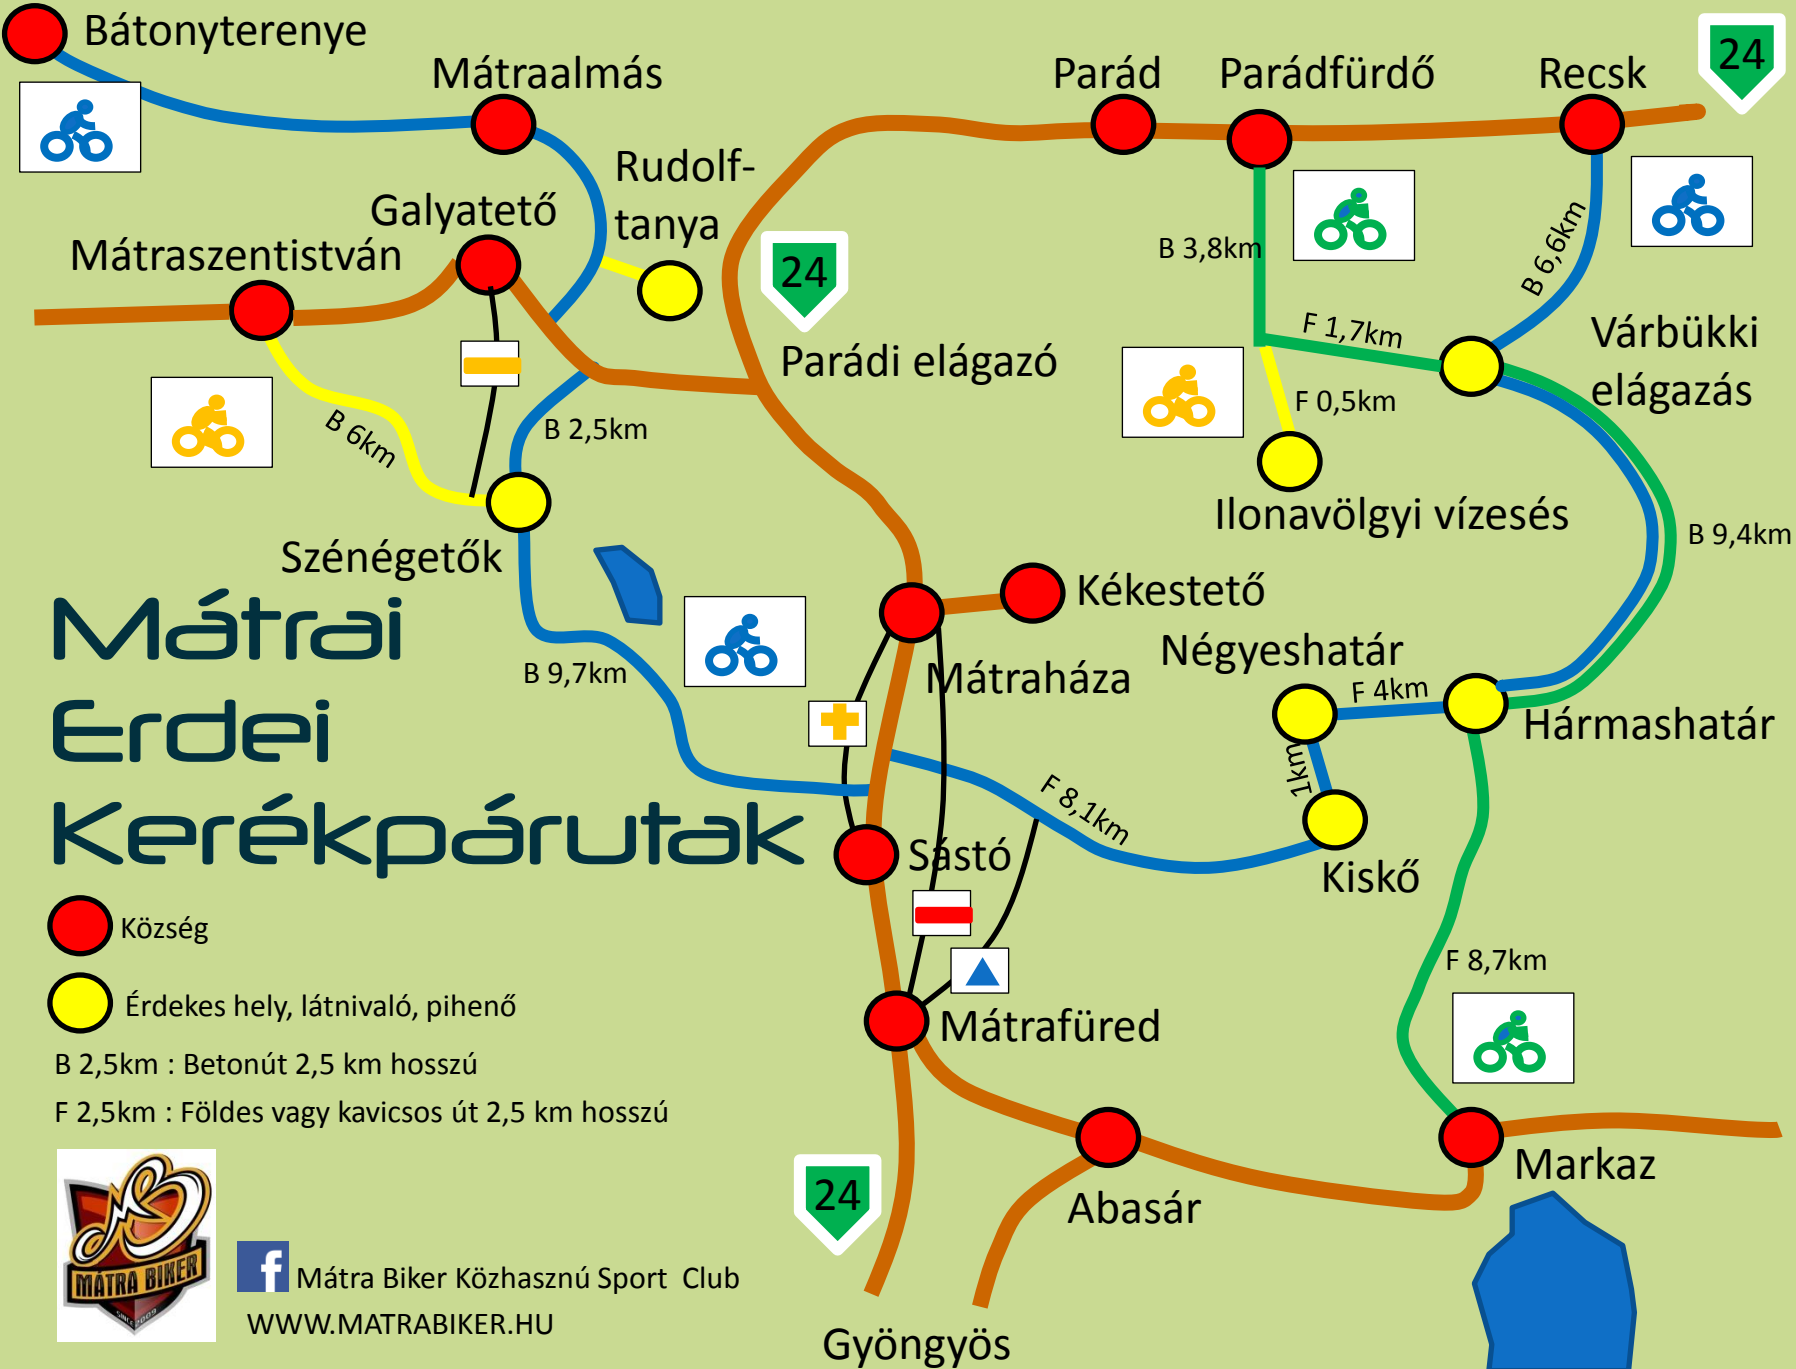 Bátonyterenye
Mátraalmás
Parád
Parádfürdő
Recsk
24
Rudolf-
tanya
Galyatető
Mátraszentistván
24
B 3,8km
B 6,6km
F 1,7km
Várbükki
elágazás
Parádi elágazó
F 0,5km
B 6km
B 2,5km
Ilonavölgyi vízesés
B 9,4km
Szénégetők
Kékestető
Mátrai
Erdei
Kerékpárutak
B 9,7km
Mátraháza
Négyeshatár
F 4km
Hármashatár
1km
F 8,1km
Sástó
Kiskő
Község
F 8,7km
Érdekes hely, látnivaló, pihenő
Mátrafüred
B 2,5km : Betonút 2,5 km hosszú
F 2,5km : Földes vagy kavicsos út 2,5 km hosszú
Markaz
24
Abasár
MÁTRA BIKER
SINCE 2009
f Mátra Biker Közhasznú Sport Club
WWW.MATRABIKER.HU
Gyöngyös